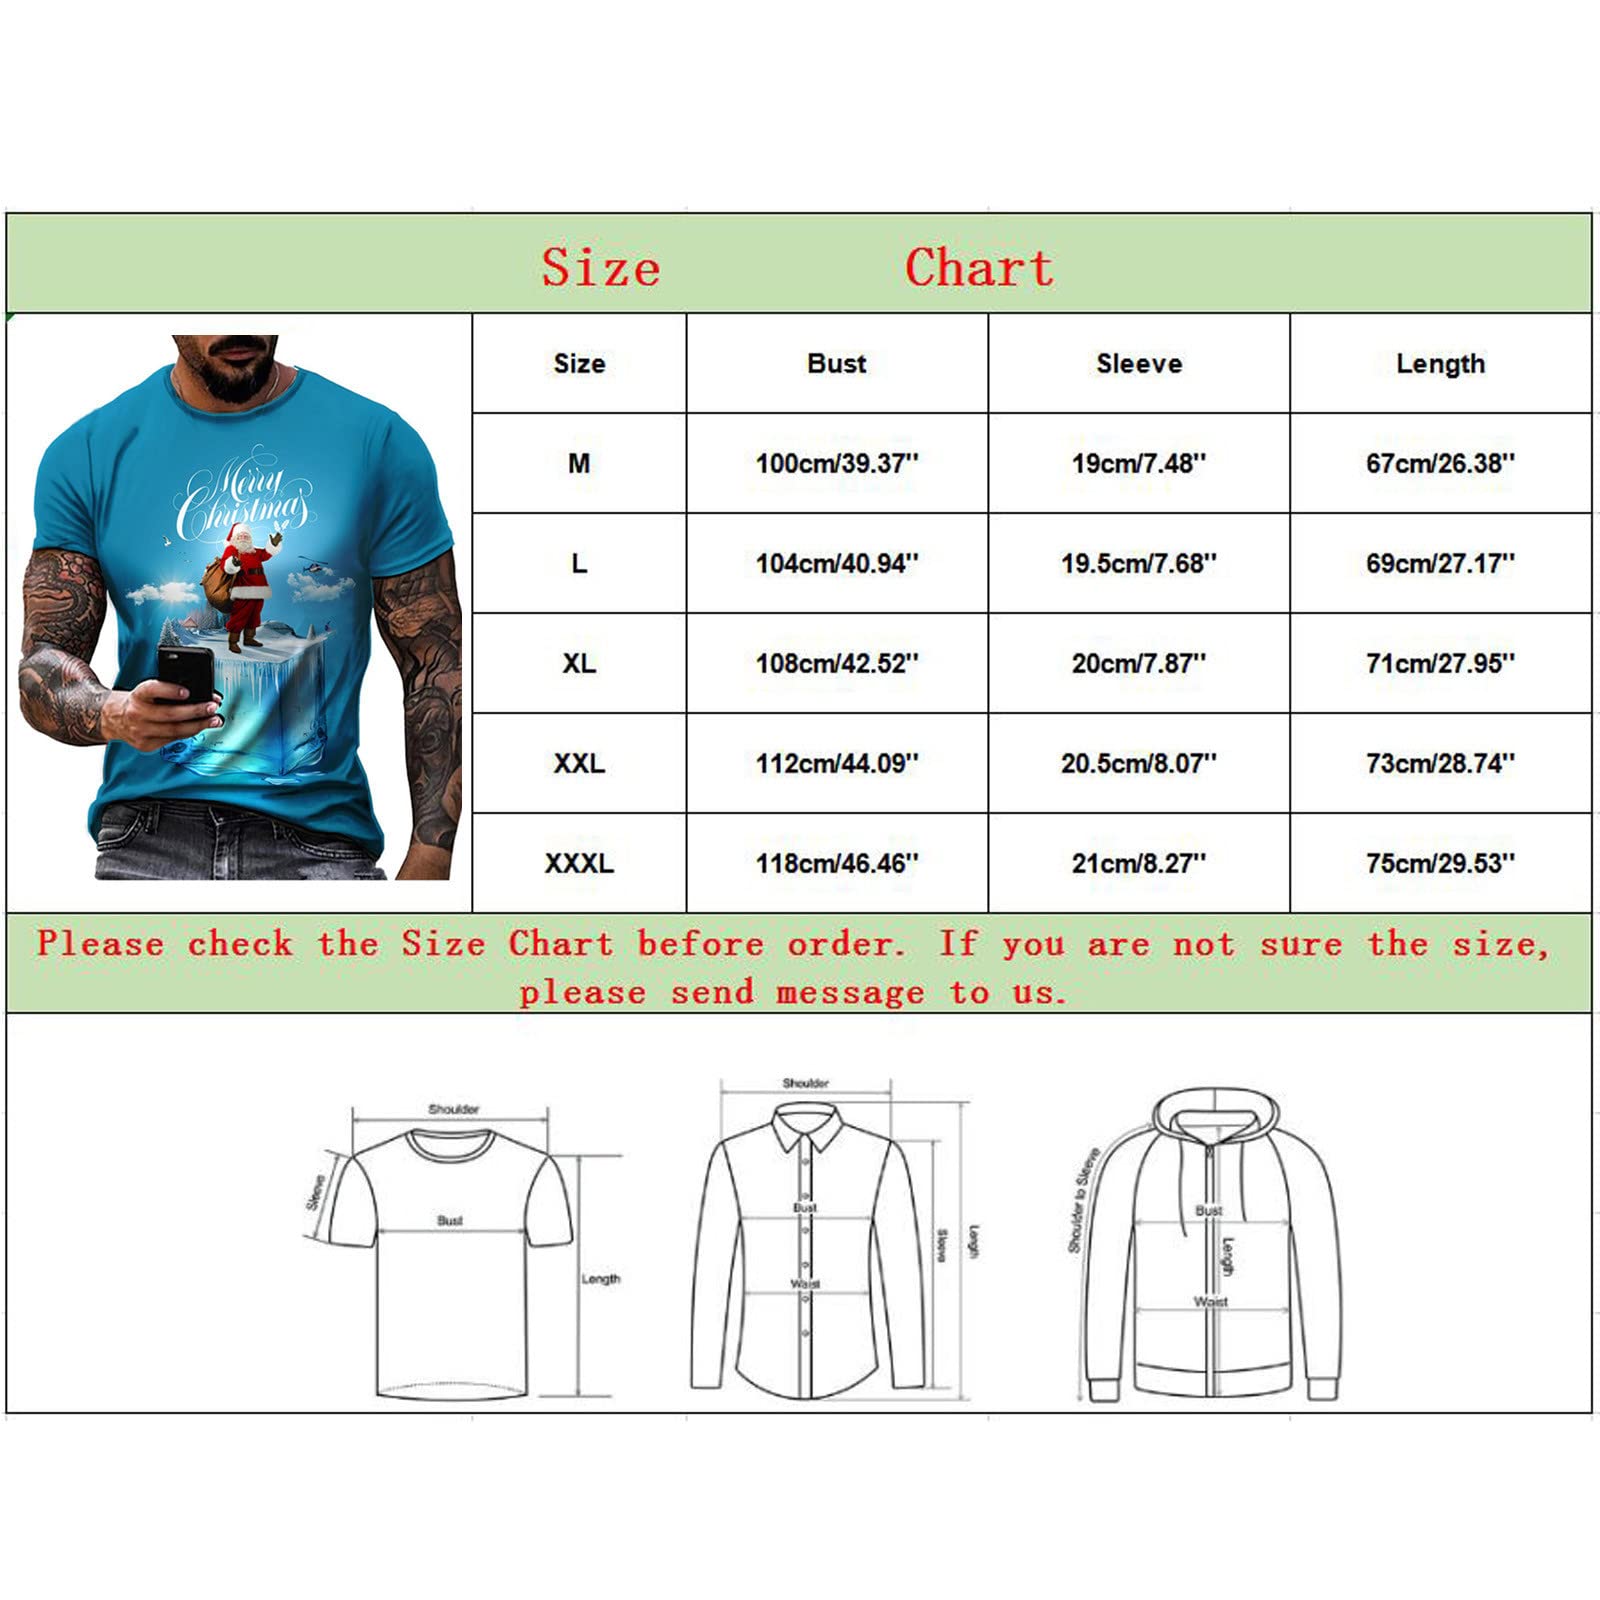 Size Chart
Size Bust Sleeve Length
M 100cm/39.37'' 19cm/7.48'' 67cm/26.38''
L 104cm/40.94'' 19.5cm/7.68'' 69cm/27.17''
XL 108cm/42.52'' 20cm/7.87'' 71cm/27.95''
XXL 112cm/44.09'' 20.5cm/8.07'' 73cm/28.74''
XXXL 118cm/46.46'' 21cm/8.27'' 75cm/29.53''
Merry
Christmas
Please check the Size Chart before order. If you are not sure the size,
please send message to us.
Shoulder
Sleeve
Bust
Length
Shoulder
Bust
Sleeve
Length
Waist
Shoulder to Sleeve
Bust
Length
Waist